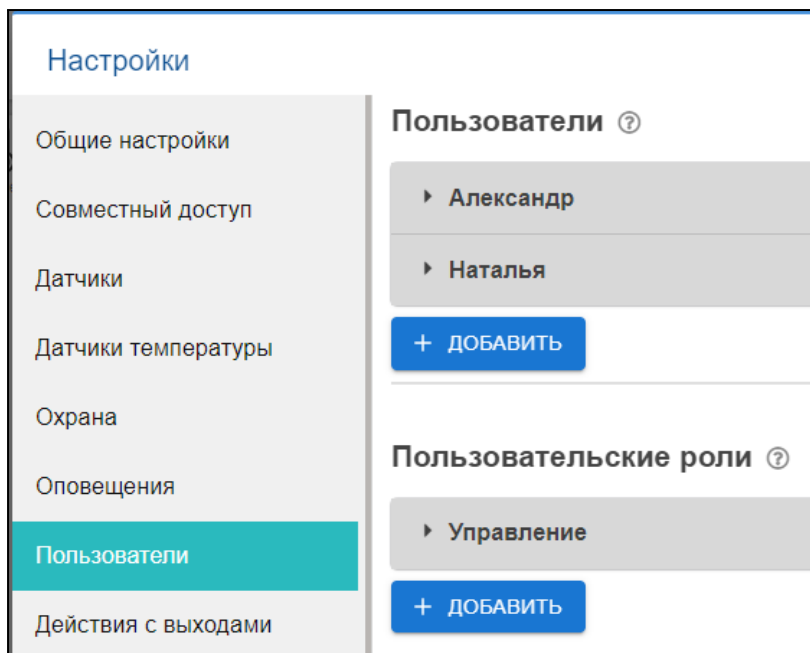 Настройки
Общие настройки
Совместный доступ
Датчики
Датчики температуры
Охрана
Оповещения
Пользователи
Действия с выходами
Пользователи ?
Александр
Наталья
+ ДОБАВИТЬ
Пользовательские роли ?
Управление
+ ДОБАВИТЬ